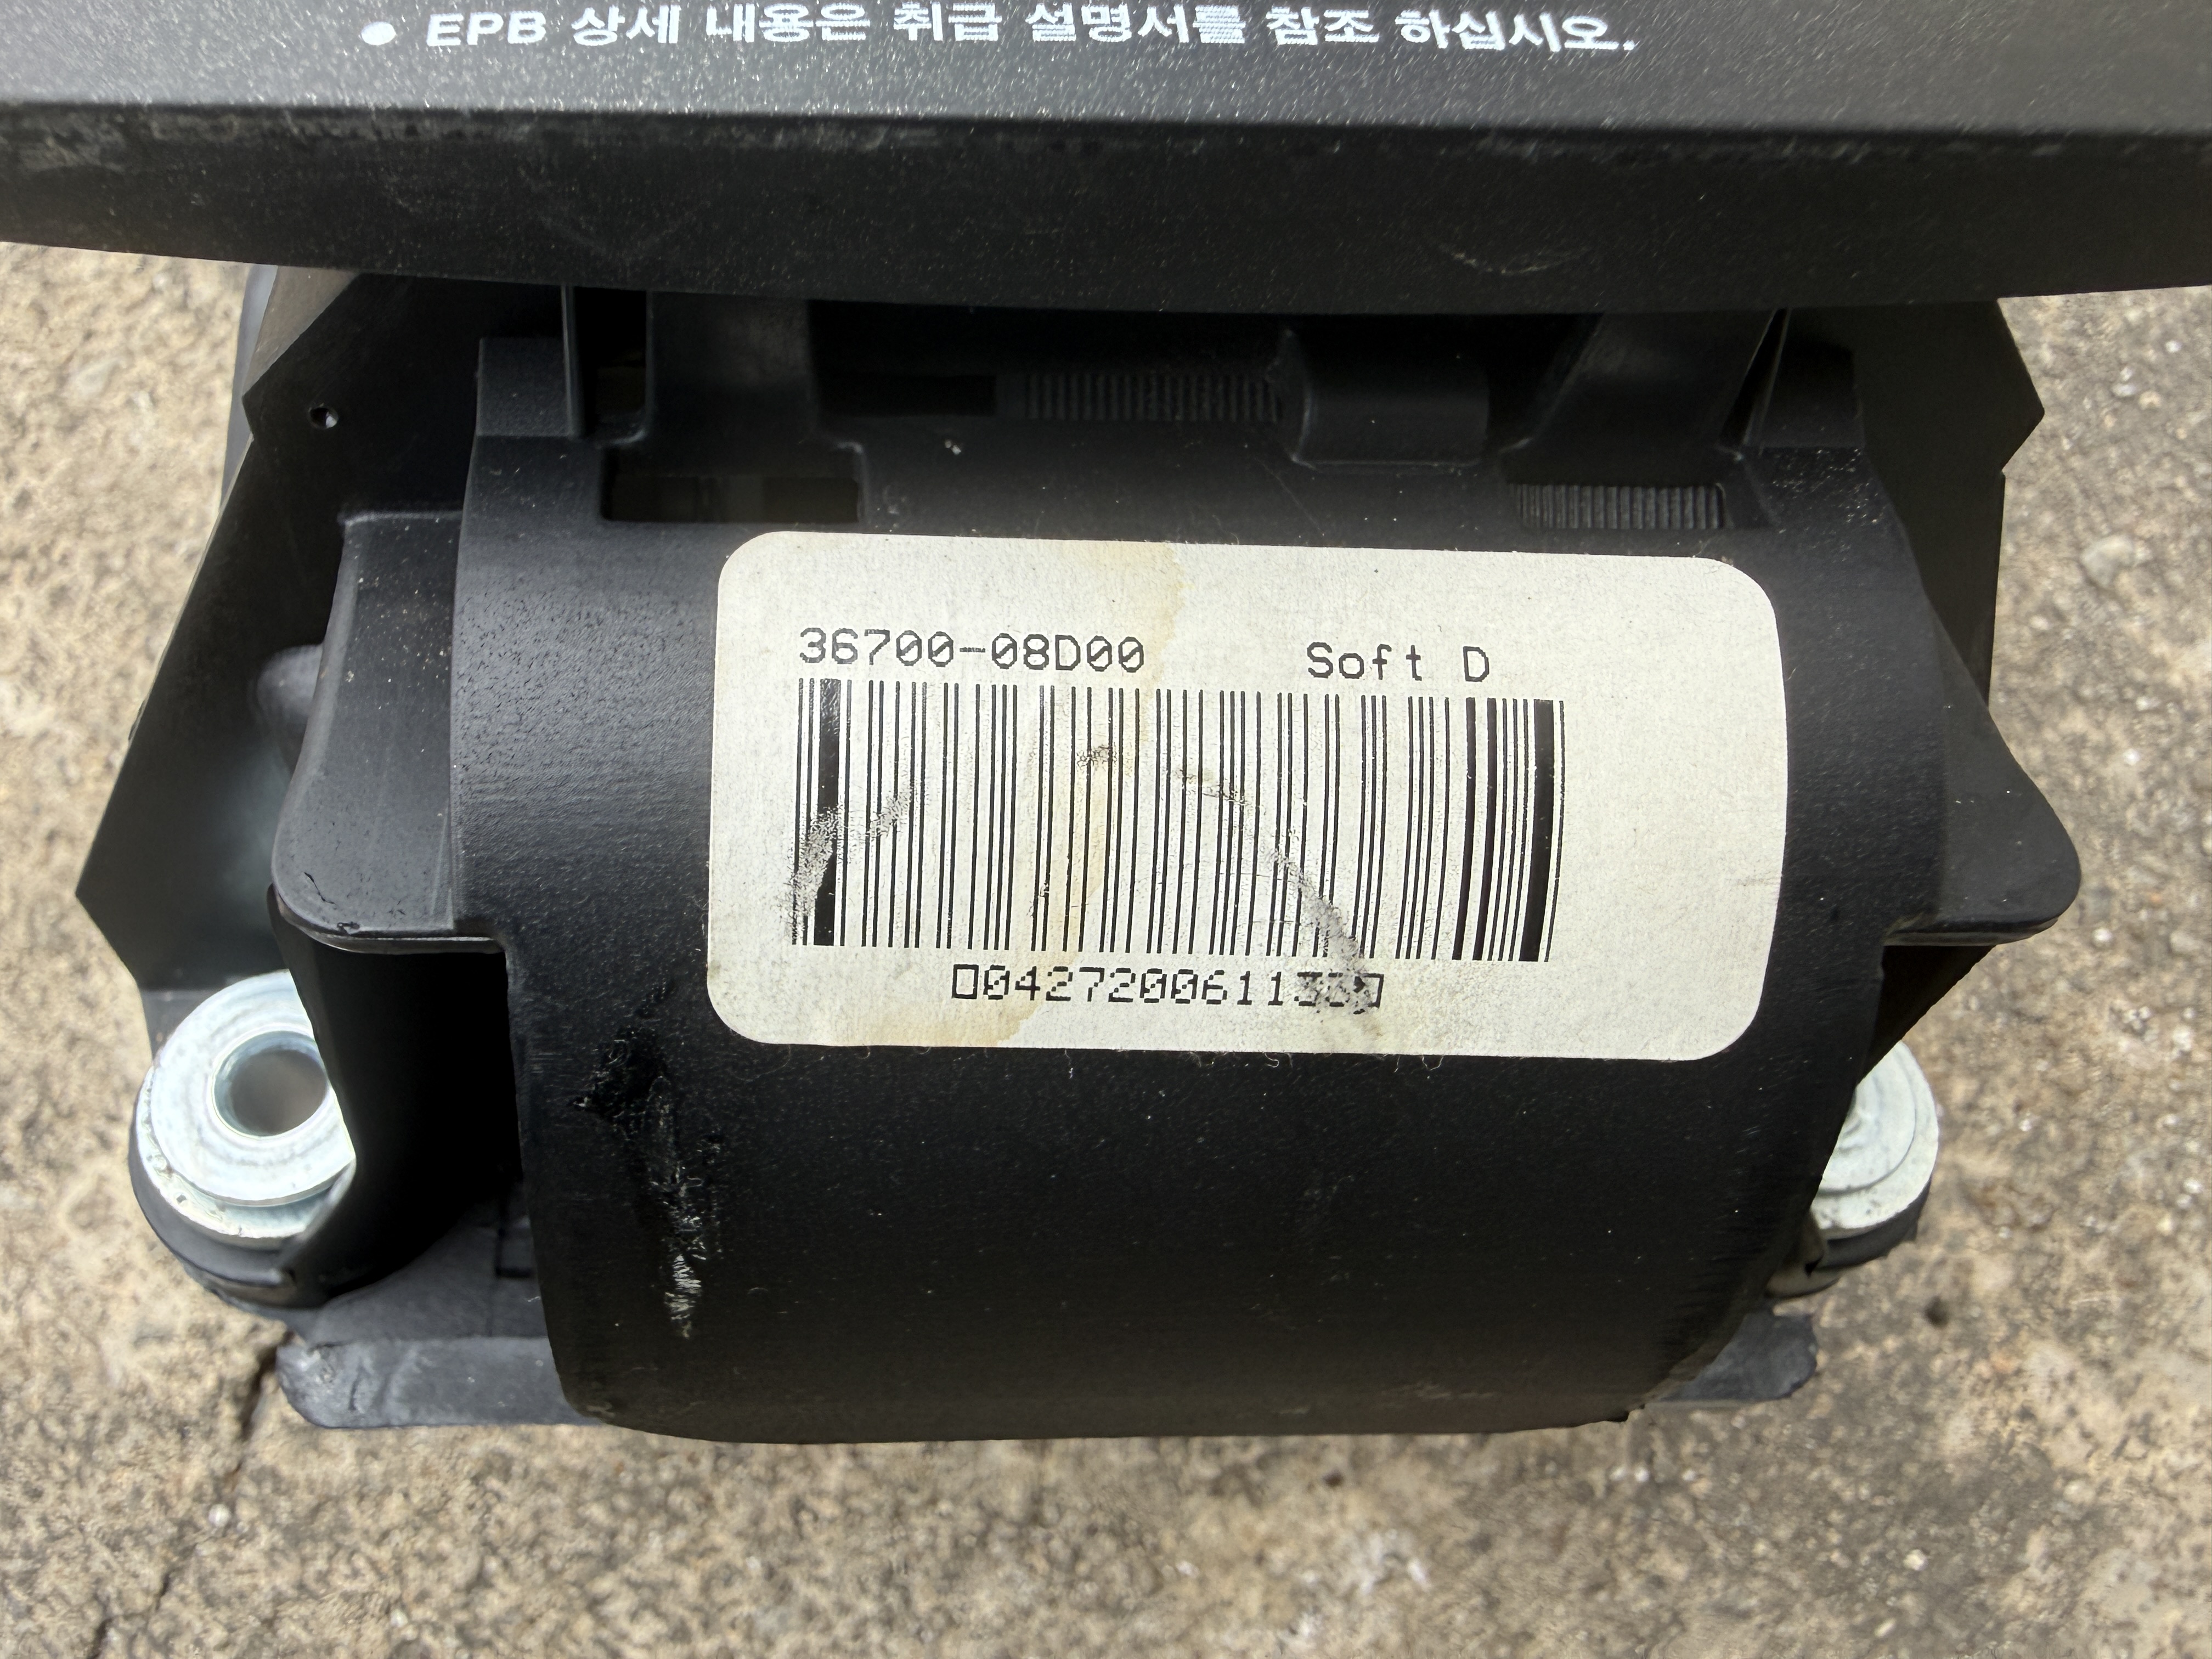 ● EPB 상세 내용은 취급 설명서를 참조 하십시오.
36700-08D00 Soft D